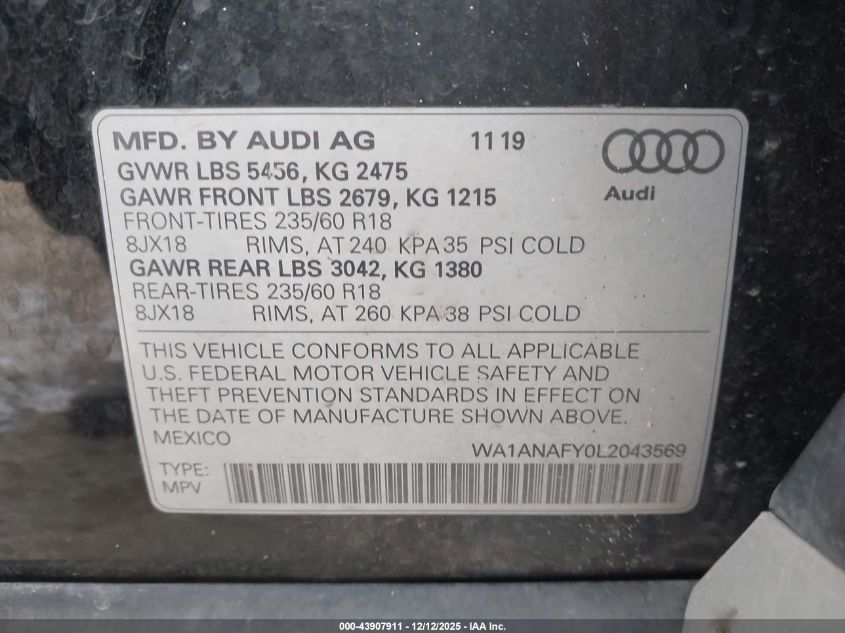 MFD. BY AUDI AG 11 19
Audi
GVWR LBS 5456, KG 2475
GAWR FRONT LBS 2679, KG 1215
FRONT-TIRES 235/60 R18
8JX18 RIMS, AT 240 KPA 35 PSI COLD
GAWR REAR LBS 3042, KG 1380
REAR-TIRES 235/60 R18
8JX18 RIMS, AT 260 KPA 38 PSI COLD
THIS VEHICLE CONFORMS TO ALL APPLICABLE
U.S. FEDERAL MOTOR VEHICLE SAFETY AND
THEFT PREVENTION STANDARDS IN EFFECT ON
THE DATE OF MANUFACTURE SHOWN ABOVE.
MEXICO
WA1ANAFY0L2043569
TYPE:
MPV
000-43907911 - 12/12/2025 - IAA Inc.